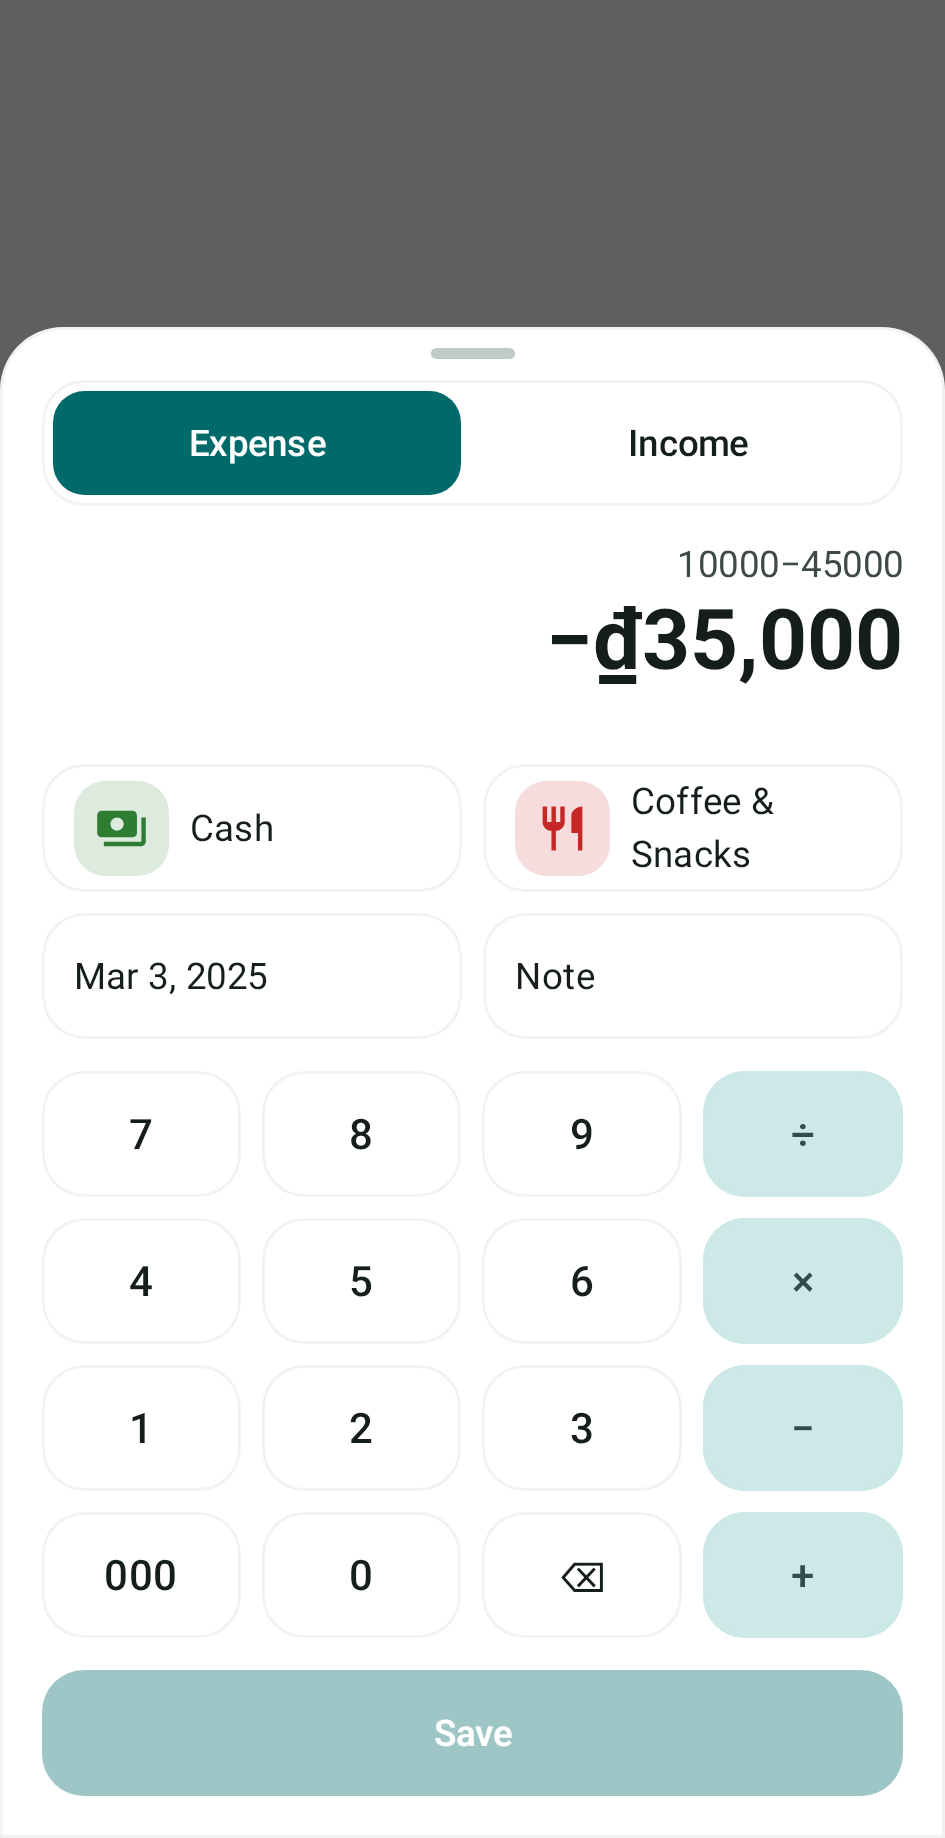 Expense
Income
10000−45000
−₫35,000
Cash
Coffee &
Snacks
Mar 3, 2025
Note
7
8
9
÷
4
5
6
×
1
2
3
−
000
0
+
Save